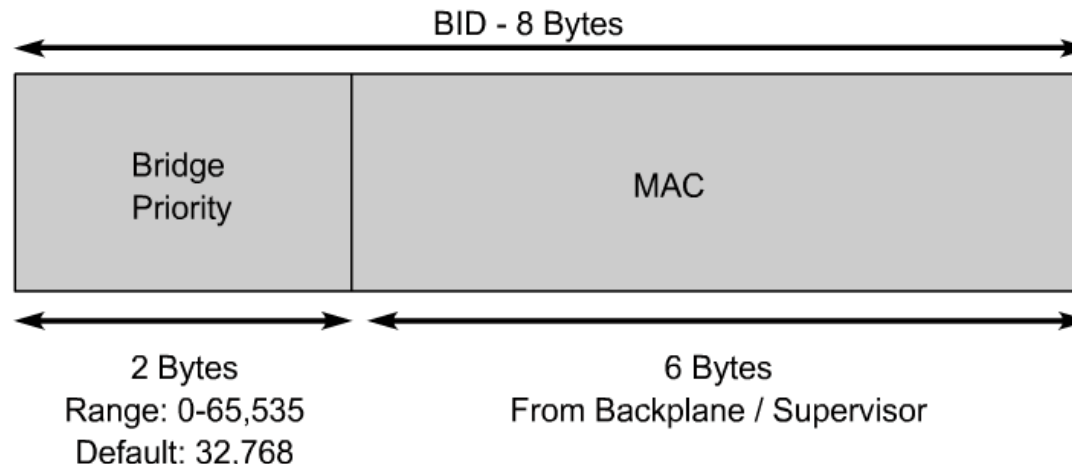 BID - 8 Bytes
Bridge
Priority
MAC
2 Bytes
Range: 0-65,535
Default: 32.768
6 Bytes
From Backplane / Supervisor